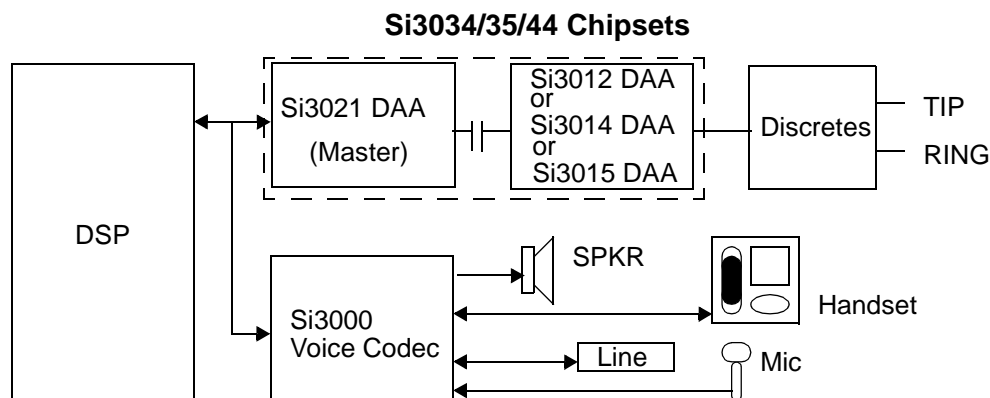 Si3034/35/44 Chipsets
DSP
Si3021 DAA
(Master)
Si3012 DAA
or
Si3014 DAA
or
Si3015 DAA
Discretes
TIP
RING
Si3000
Voice Codec
SPKR
Handset
Line
Mic